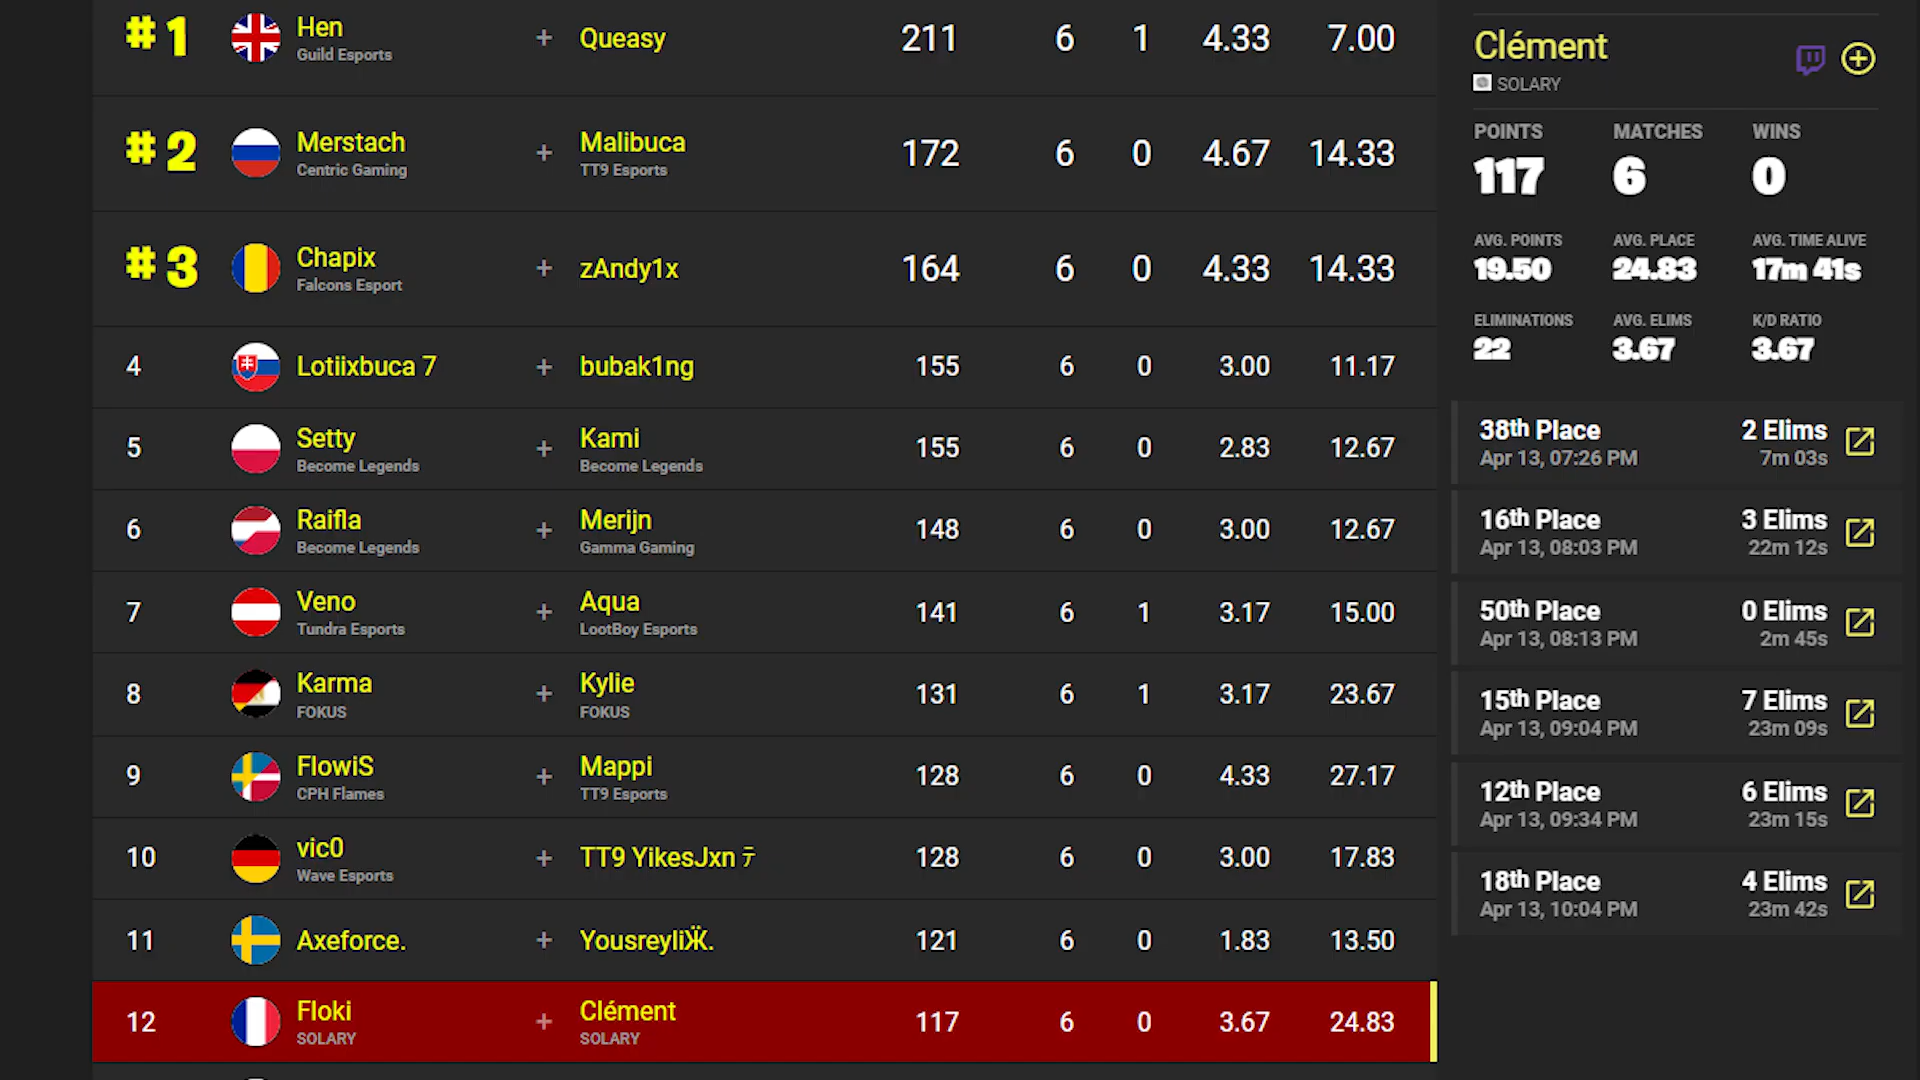 #1 Hen + Queasy 211 6 1 4.33 7.00
Guild Esports
#2 Merstach + Malibuca 172 6 0 4.67 14.33
Centric Gaming TT9 Esports
#3 Chapix + zAndy1x 164 6 0 4.33 14.33
Falcons Esport
4 Lotiixbuca 7 + bubak1ng 155 6 0 3.00 11.17
5 Setty + Kami 155 6 0 2.83 12.67
Become Legends Become Legends
6 Raifla + Merijn 148 6 0 3.00 12.67
Become Legends Gamma Gaming
7 Veno + Aqua 141 6 1 3.17 15.00
Tundra Esports LootBoy Esports
8 Karma + Kylie 131 6 1 3.17 23.67
FOKUS FOKUS
9 FlowiS + Mappi 128 6 0 4.33 27.17
CPH Flames TT9 Esports
10 vic0 + TT9 YikesJxn テ 128 6 0 3.00 17.83
Wave Esports
11 Axeforce. + YousreyliӜ. 121 6 0 1.83 13.50
12 Floki + Clément 117 6 0 3.67 24.83
SOLARY SOLARY
Clément
SOLARY
POINTS MATCHES WINS
117 6 0
AVG. POINTS AVG. PLACE AVG. TIME ALIVE
19.50 24.83 17m 41s
ELIMINATIONS AVG. ELIMS K/D RATIO
22 3.67 3.67
38th Place 2 Elims
Apr 13, 07:26 PM 7m 03s
16th Place 3 Elims
Apr 13, 08:03 PM 22m 12s
50th Place 0 Elims
Apr 13, 08:13 PM 2m 45s
15th Place 7 Elims
Apr 13, 09:04 PM 23m 09s
12th Place 6 Elims
Apr 13, 09:34 PM 23m 15s
18th Place 4 Elims
Apr 13, 10:04 PM 23m 42s